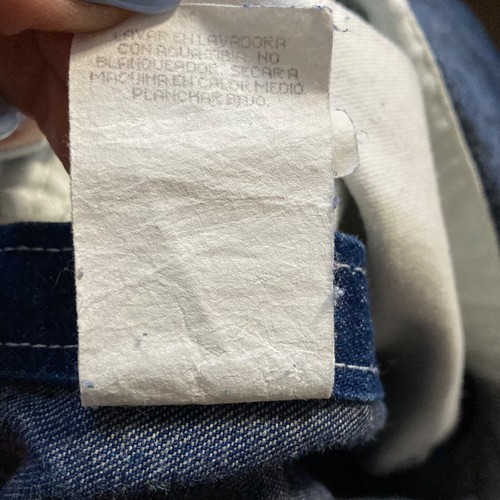 LAVAR EN LAVADORA
CON AGUA TIBIA. NO
BLANQUEADOR. SECAR A
MAQUINA EN CALOR MEDIO
PLANCHAR BAJO.